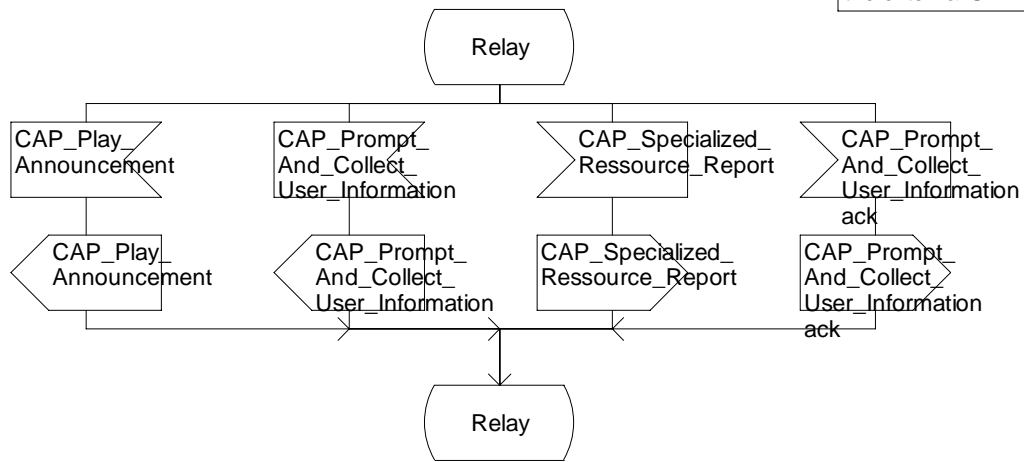 Relay
CAP_Play_
Announcement
CAP_Prompt_
And_Collect_
User_Information
CAP_Specialized_
Ressource_Report
CAP_Prompt_
And_Collect_
User_Information
ack
CAP_Play_
Announcement
CAP_Prompt_
And_Collect_
User_Information
CAP_Specialized_
Ressource_Report
CAP_Prompt_
And_Collect_
User_Information
ack
Relay